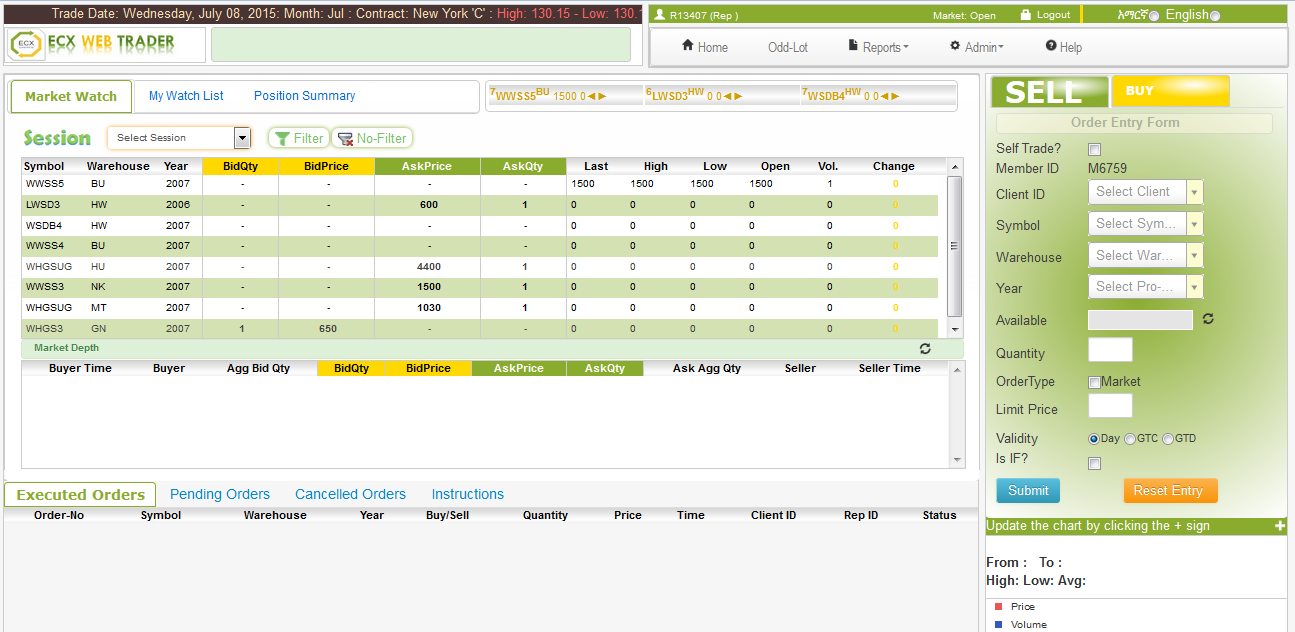 Trade Date: Wednesday, July 08, 2015: Month: Jul : Contract: New York 'C' : High: 130.15 - Low: 130.1
R13407 (Rep ) Market: Open Logout አማርኛ English
ECX ECX WEB TRADER
Home Odd-Lot Reports Admin Help
Market Watch My Watch List Position Summary
7WWSS5BU 1500 0 6LWSD3HW 0 0 7WSDB4HW 0 0
Session Select Session Filter No-Filter
Symbol Warehouse Year BidQty BidPrice AskPrice AskQty Last High Low Open Vol. Change
WWSS5 BU 2007 - - - - 1500 1500 1500 1500 1 0
LWSD3 HW 2006 - - 600 1 0 0 0 0 0 0
WSDB4 HW 2007 - - - - 0 0 0 0 0 0
WWSS4 BU 2007 - - - - 0 0 0 0 0 0
WHGSUG HU 2007 - - 4400 1 0 0 0 0 0 0
WWSS3 NK 2007 - - 1500 1 0 0 0 0 0 0
WHGSUG MT 2007 - - 1030 1 0 0 0 0 0 0
WHGS3 GN 2007 1 650 - - 0 0 0 0 0 0
Market Depth
Buyer Time Buyer Agg Bid Qty BidQty BidPrice AskPrice AskQty Ask Agg Qty Seller Seller Time
Executed Orders Pending Orders Cancelled Orders Instructions
Order-No Symbol Warehouse Year Buy/Sell Quantity Price Time Client ID Rep ID Status
SELL BUY
Order Entry Form
Self Trade?
Member ID M6759
Client ID Select Client
Symbol Select Sym...
Warehouse Select War...
Year Select Pro-...
Available
Quantity
OrderType Market
Limit Price
Validity Day GTC GTD
Is IF?
Submit Reset Entry
Update the chart by clicking the + sign +
From : To :
High: Low: Avg:
Price
Volume